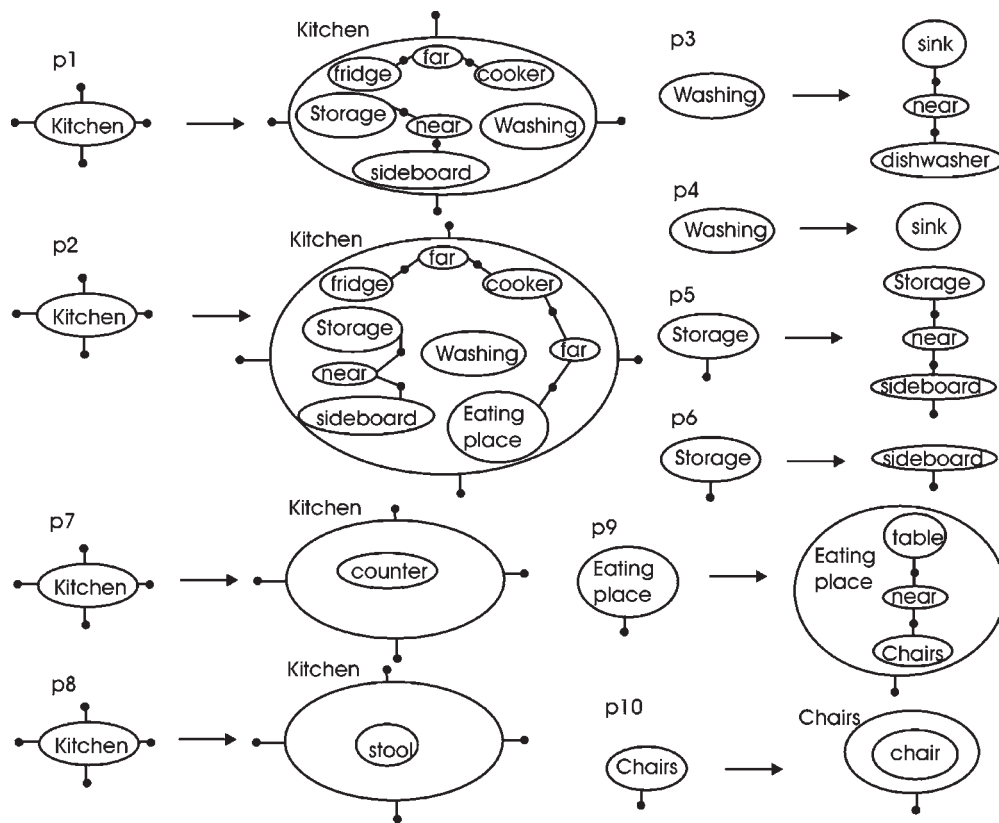 p1
Kitchen
Kitchen
fridge
far
cooker
Storage
near
Washing
sideboard
p2
Kitchen
Kitchen
fridge
far
cooker
Storage
Washing
far
near
sideboard
Eating
place
p3
Washing
sink
near
dishwasher
p4
Washing
sink
p5
Storage
Storage
near
sideboard
p6
Storage
sideboard
p7
Kitchen
Kitchen
counter
p8
Kitchen
Kitchen
stool
p9
Eating
place
Eating
place
table
near
Chairs
p10
Chairs
Chairs
chair